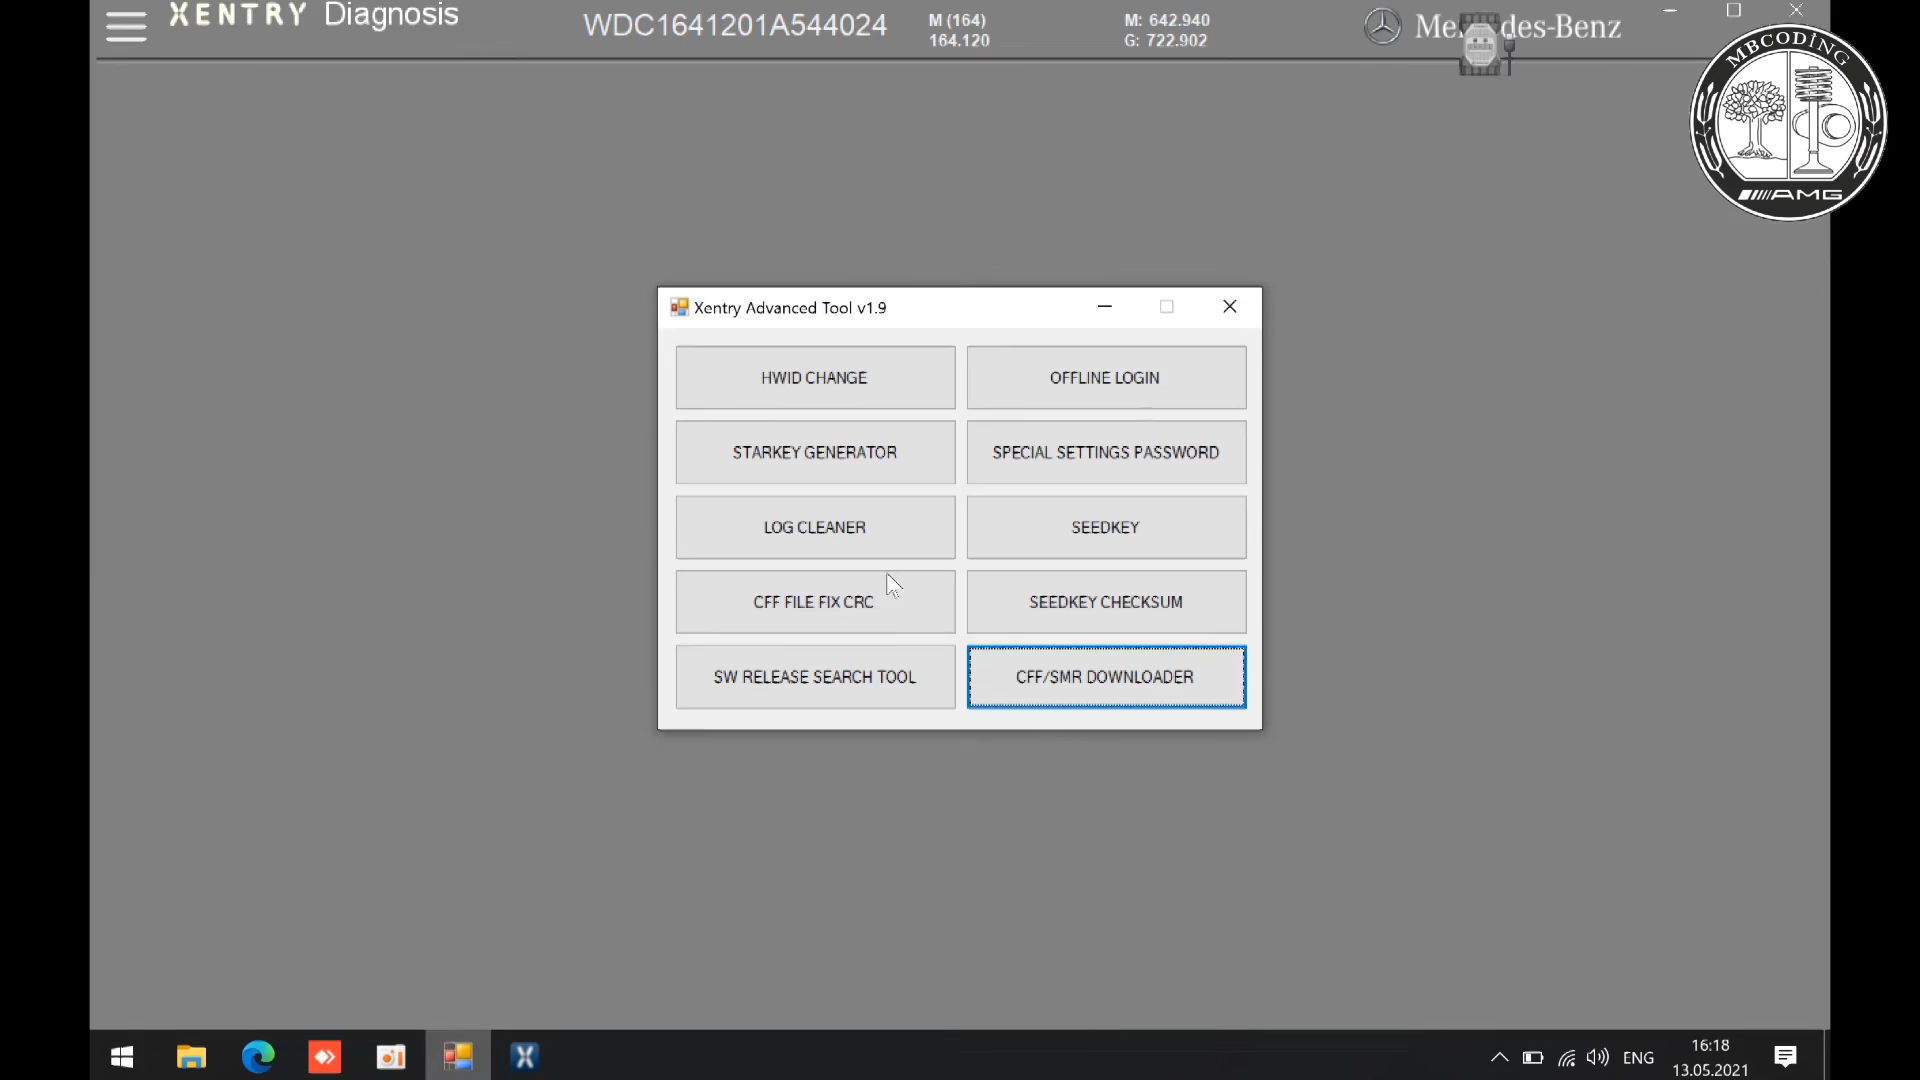 XENTRY Diagnosis
WDC1641201A544024
M (164)
164.120
M: 642.940
G: 722.902
Mercedes-Benz
MBCODİNG
AMG
Xentry Advanced Tool v1.9
HWID CHANGE
OFFLINE LOGIN
STARKEY GENERATOR
SPECIAL SETTINGS PASSWORD
LOG CLEANER
SEEDKEY
CFF FILE FIX CRC
SEEDKEY CHECKSUM
SW RELEASE SEARCH TOOL
CFF/SMR DOWNLOADER
ENG
16:18
13.05.2021